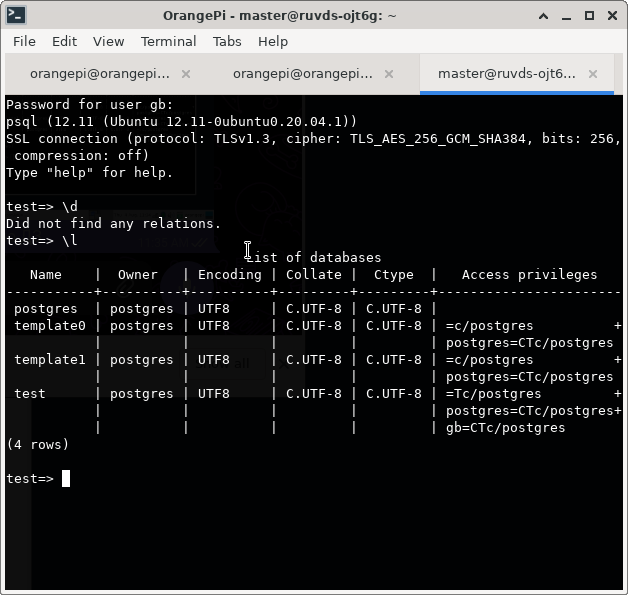 OrangePi - master@ruvds-ojt6g: ~
File Edit View Terminal Tabs Help
orangepi@orangepi... × orangepi@orangepi... × master@ruvds-ojt6... ×
Password for user gb:
psql (12.11 (Ubuntu 12.11-0ubuntu0.20.04.1))
SSL connection (protocol: TLSv1.3, cipher: TLS_AES_256_GCM_SHA384, bits: 256,
 compression: off)
Type "help" for help.
test=> \d
Did not find any relations.
test=> \l
                              List of databases
   Name    |  Owner   | Encoding | Collate |  Ctype  |   Access privileges
-----------+----------+----------+---------+---------+-----------------------
 postgres  | postgres | UTF8     | C.UTF-8 | C.UTF-8 |
 template0 | postgres | UTF8     | C.UTF-8 | C.UTF-8 | =c/postgres          +
           |          |          |         |         | postgres=CTc/postgres
 template1 | postgres | UTF8     | C.UTF-8 | C.UTF-8 | =c/postgres          +
           |          |          |         |         | postgres=CTc/postgres
 test      | postgres | UTF8     | C.UTF-8 | C.UTF-8 | =Tc/postgres         +
           |          |          |         |         | postgres=CTc/postgres+
           |          |          |         |         | gb=CTc/postgres
(4 rows)
test=>